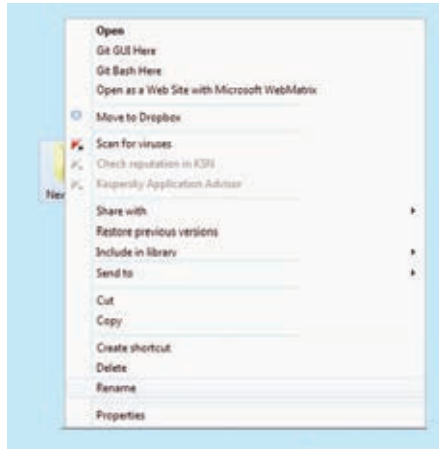 Open
Git GUI Here
Git Bash Here
Open as a Web Site with Microsoft WebMatrix
Move to Dropbox
Scan for viruses
Check reputation in KSN
Kaspersky Application Advisor
Share with
Restore previous versions
Include in library
Send to
Cut
Copy
Create shortcut
Delete
Rename
Properties